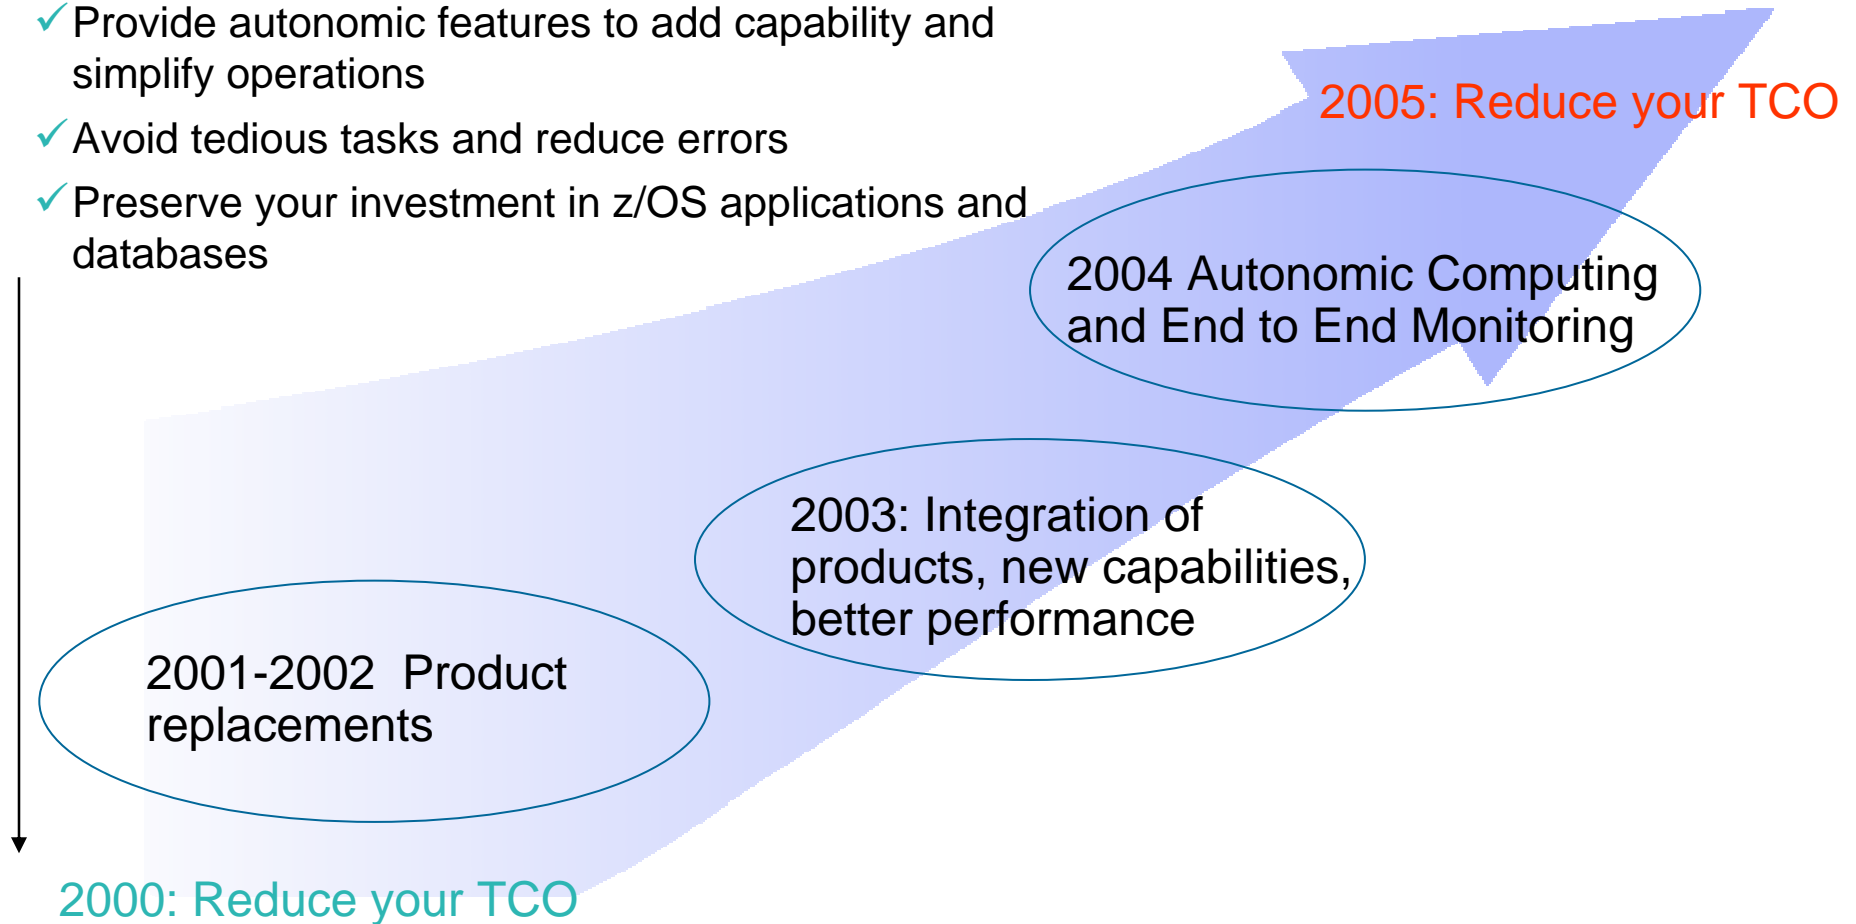 ✓Provide autonomic features to add capability and
simplify operations
✓Avoid tedious tasks and reduce errors
✓Preserve your investment in z/OS applications and
databases
2005: Reduce your TCO
2004 Autonomic Computing
and End to End Monitoring
2003: Integration of
products, new capabilities,
better performance
2001-2002  Product
replacements
2000: Reduce your TCO